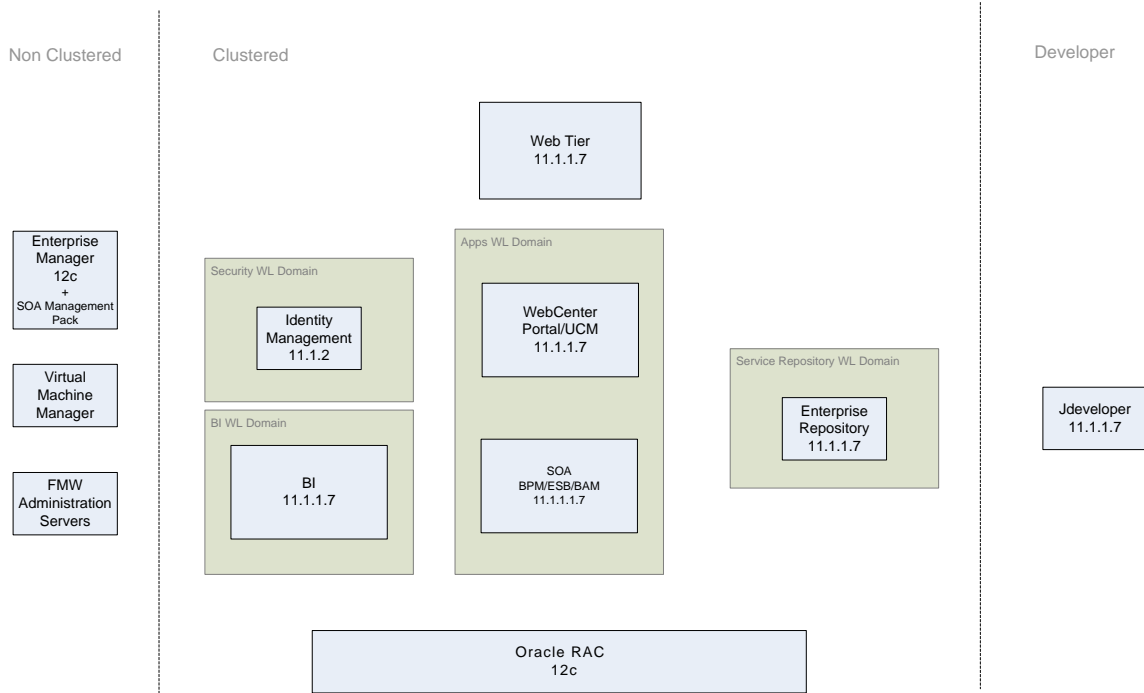 Non Clustered
Clustered
Developer
Web Tier
11.1.1.7
Enterprise
Manager
12c
+
SOA Management
Pack
Virtual
Machine
Manager
FMW
Administration
Servers
Security WL Domain
Identity
Management
11.1.2
BI WL Domain
BI
11.1.1.7
Apps WL Domain
WebCenter
Portal/UCM
11.1.1.7
SOA
BPM/ESB/BAM
11.1.1.1.7
Service Repository WL Domain
Enterprise
Repository
11.1.1.7
Jdeveloper
11.1.1.7
Oracle RAC
12c